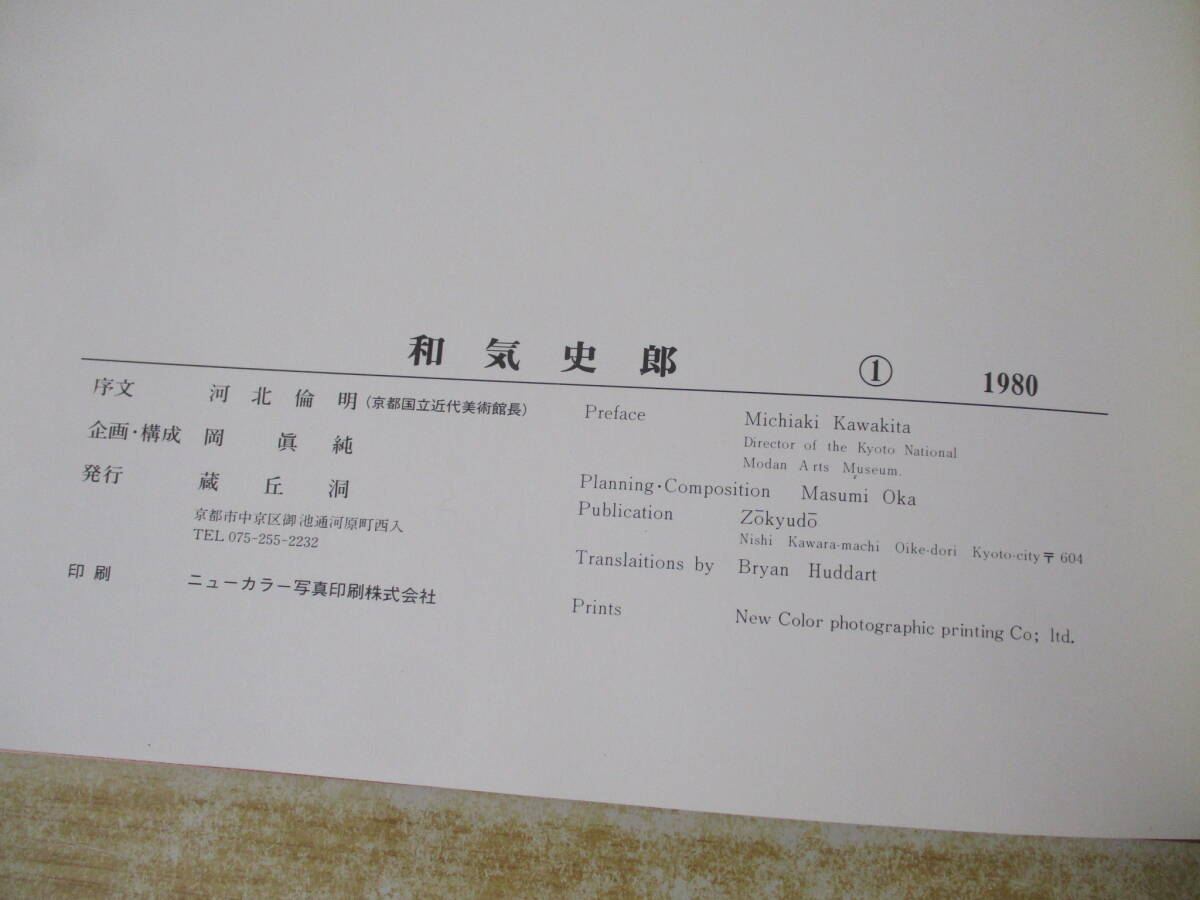 和気史郎 ① 1980
序文 河北倫明(京都国立近代美術館長)
企画・構成 岡眞純
発行 蔵丘洞
京都市中京区御池通河原町西入
TEL 075-255-2232
印刷 ニューカラー写真印刷株式会社
Preface Michiaki Kawakita
Director of the Kyoto National
Modan Arts Museum.
Planning・Composition Masumi Oka
Publication Zōkyudō
Nishi Kawara-machi Oike-dori Kyoto-city〒604
Translaitions by Bryan Huddart
Prints New Color photographic printing Co; ltd.